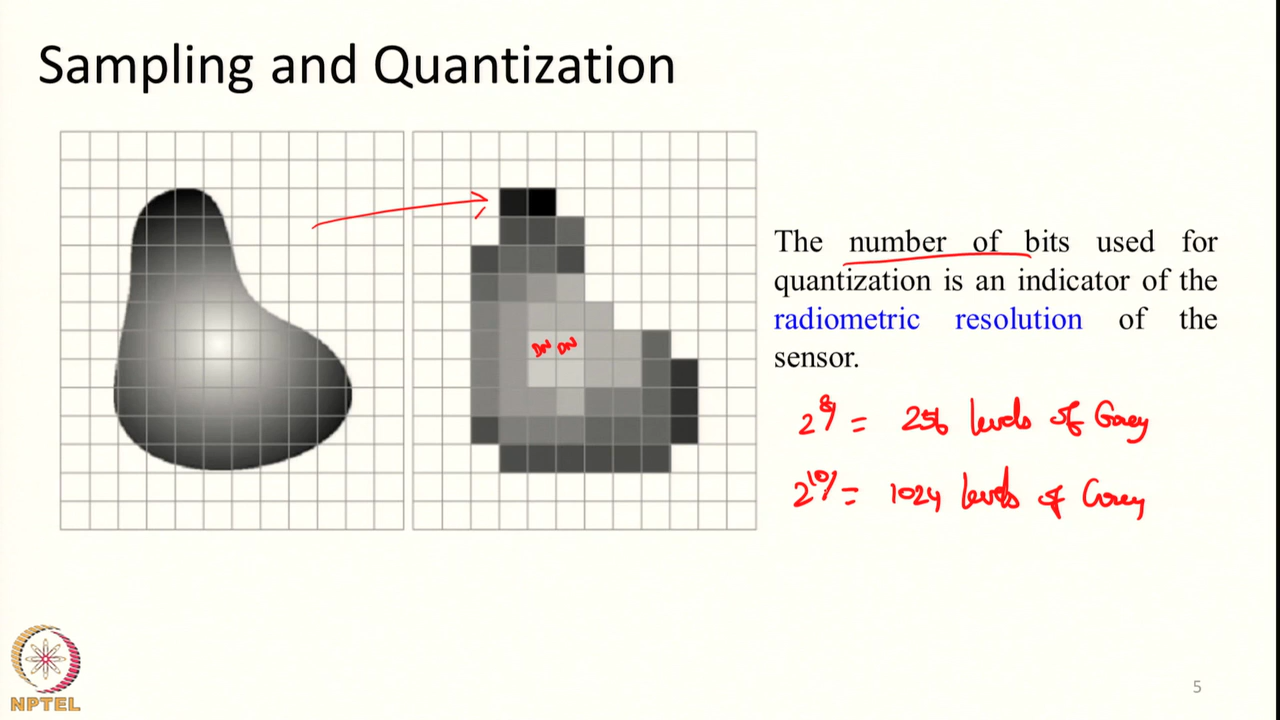 Sampling and Quantization
DN DN
The number of bits used for
quantization is an indicator of the
radiometric resolution of the
sensor.
2^8 = 256 levels of Grey
2^10 = 1024 levels of Grey
NPTEL
5